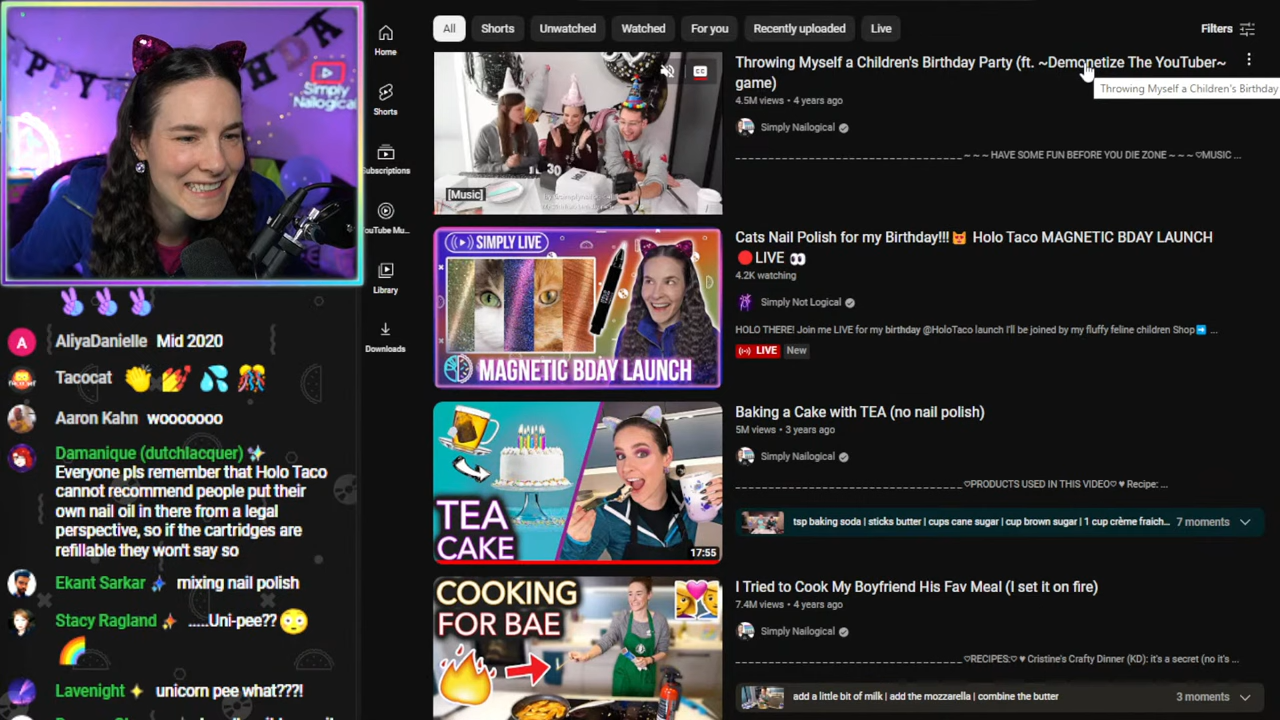 Simply
Nailogical
AliyaDanielle Mid 2020
Tacocat
Aaron Kahn wooooooo
Damanique (dutchlacquer)
Everyone pls remember that Holo Taco
cannot recommend people put their
own nail oil in there from a legal
perspective, so if the cartridges are
refillable they won't say so
Ekant Sarkar mixing nail polish
Stacy Ragland .....Uni-pee??
Lavenight unicorn pee what???!
Home
Shorts
Subscriptions
YouTube Mu...
Library
Downloads
All Shorts Unwatched Watched For you Recently uploaded Live Filters
[Music]
30
Throwing Myself a Children's Birthday Party (ft. ~Demonetize The YouTuber~
game)
Throwing Myself a Children's Birthday
4.5M views • 4 years ago
Simply Nailogical
~ ~ ~ HAVE SOME FUN BEFORE YOU DIE ZONE ~ ~ ~ ♡MUSIC ...
SIMPLY LIVE
MAGNETIC BDAY LAUNCH
Cats Nail Polish for my Birthday!!!😼 Holo Taco MAGNETIC BDAY LAUNCH
🔴LIVE 👀
4.2K watching
Simply Not Logical
HOLO THERE! Join me LIVE for my birthday @HoloTaco launch I'll be joined by my fluffy feline children Shop➡ ...
LIVE New
TEA
CAKE
17:55
Baking a Cake with TEA (no nail polish)
5M views • 3 years ago
Simply Nailogical
♡PRODUCTS USED IN THIS VIDEO♡ ♥ Recipe: ...
tsp baking soda | sticks butter | cups cane sugar | cup brown sugar | 1 cup crème fraich... 7 moments
COOKING
FOR BAE
I Tried to Cook My Boyfriend His Fav Meal (I set it on fire)
7.4M views • 4 years ago
Simply Nailogical
♡RECIPES:♡ ♥ Cristine's Crafty Dinner (KD): it's a secret (no it's ...
add a little bit of milk | add the mozzarella | combine the butter 3 moments